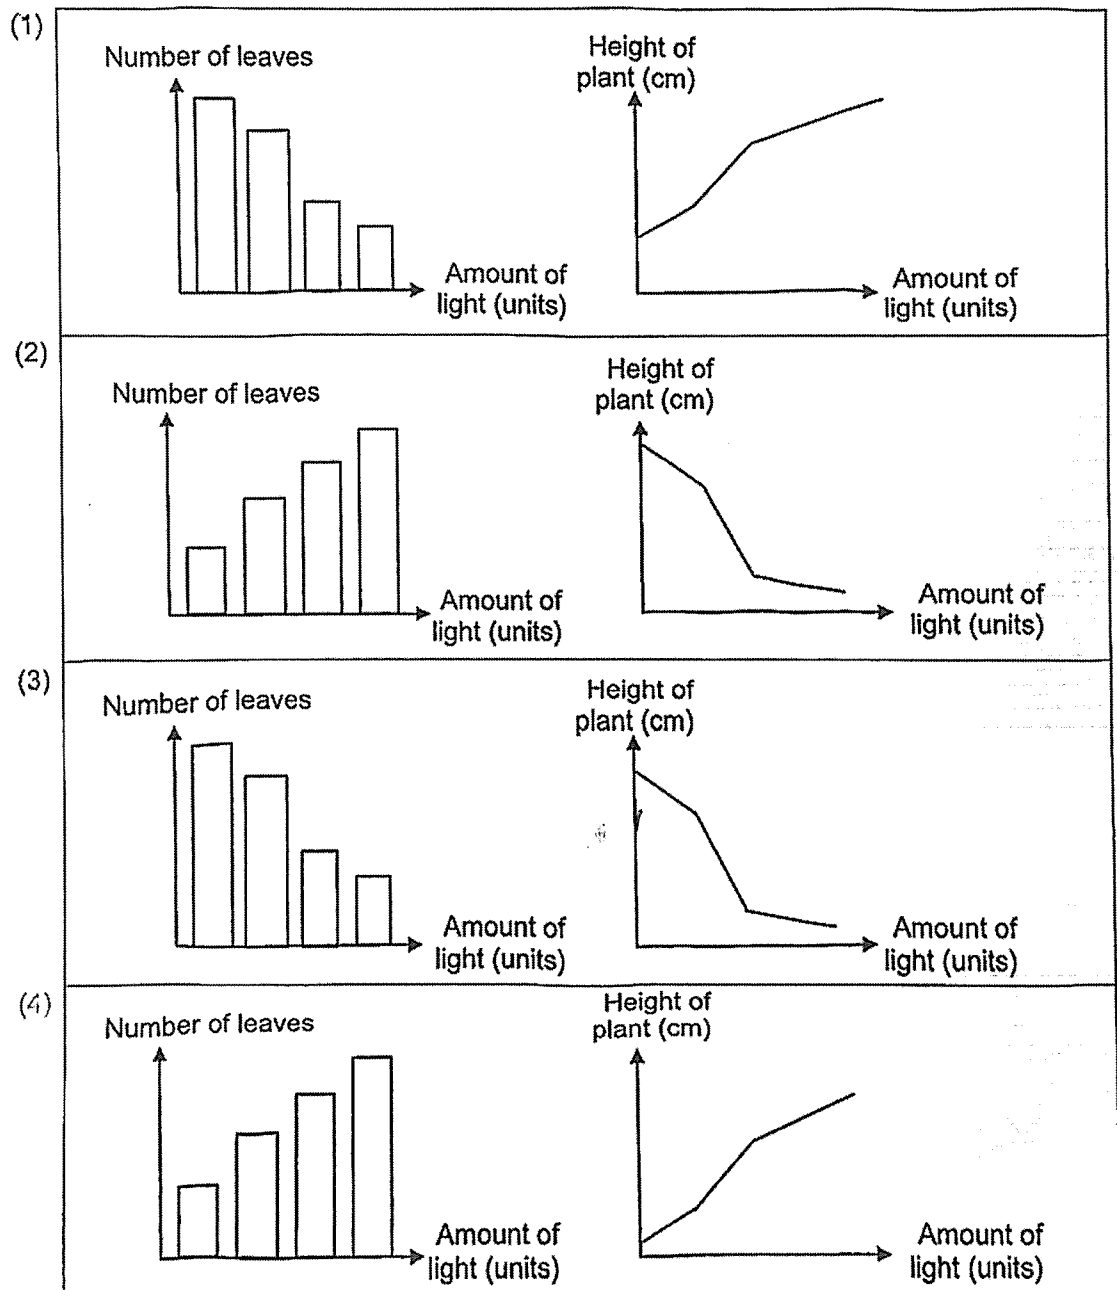 (1)
Number of leaves
Amount of
light (units)
Height of
plant (cm)
Amount of
light (units)
(2)
Number of leaves
Amount of
light (units)
Height of
plant (cm)
Amount of
light (units)
(3)
Number of leaves
Amount of
light (units)
Height of
plant (cm)
Amount of
light (units)
(4)
Number of leaves
Amount of
light (units)
Height of
plant (cm)
Amount of
light (units)